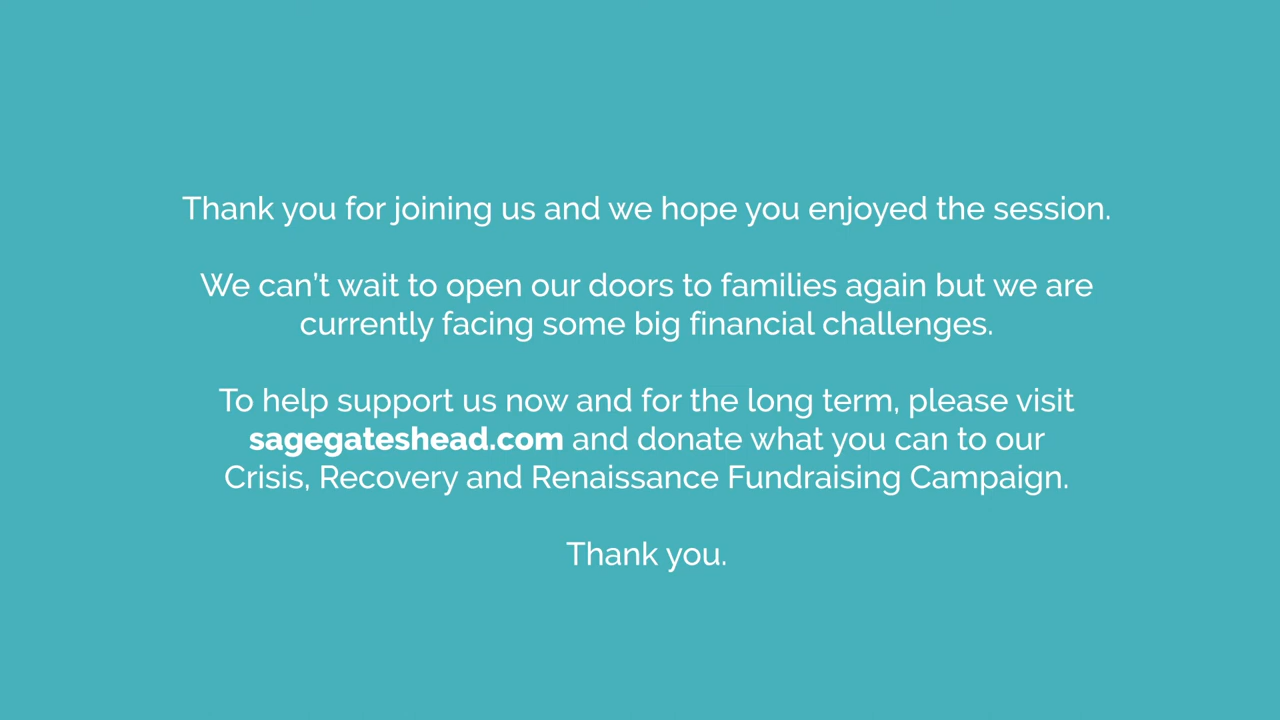 Thank you for joining us and we hope you enjoyed the session.
We can’t wait to open our doors to families again but we are
currently facing some big financial challenges.
To help support us now and for the long term, please visit
sagegateshead.com and donate what you can to our
Crisis, Recovery and Renaissance Fundraising Campaign.
Thank you.